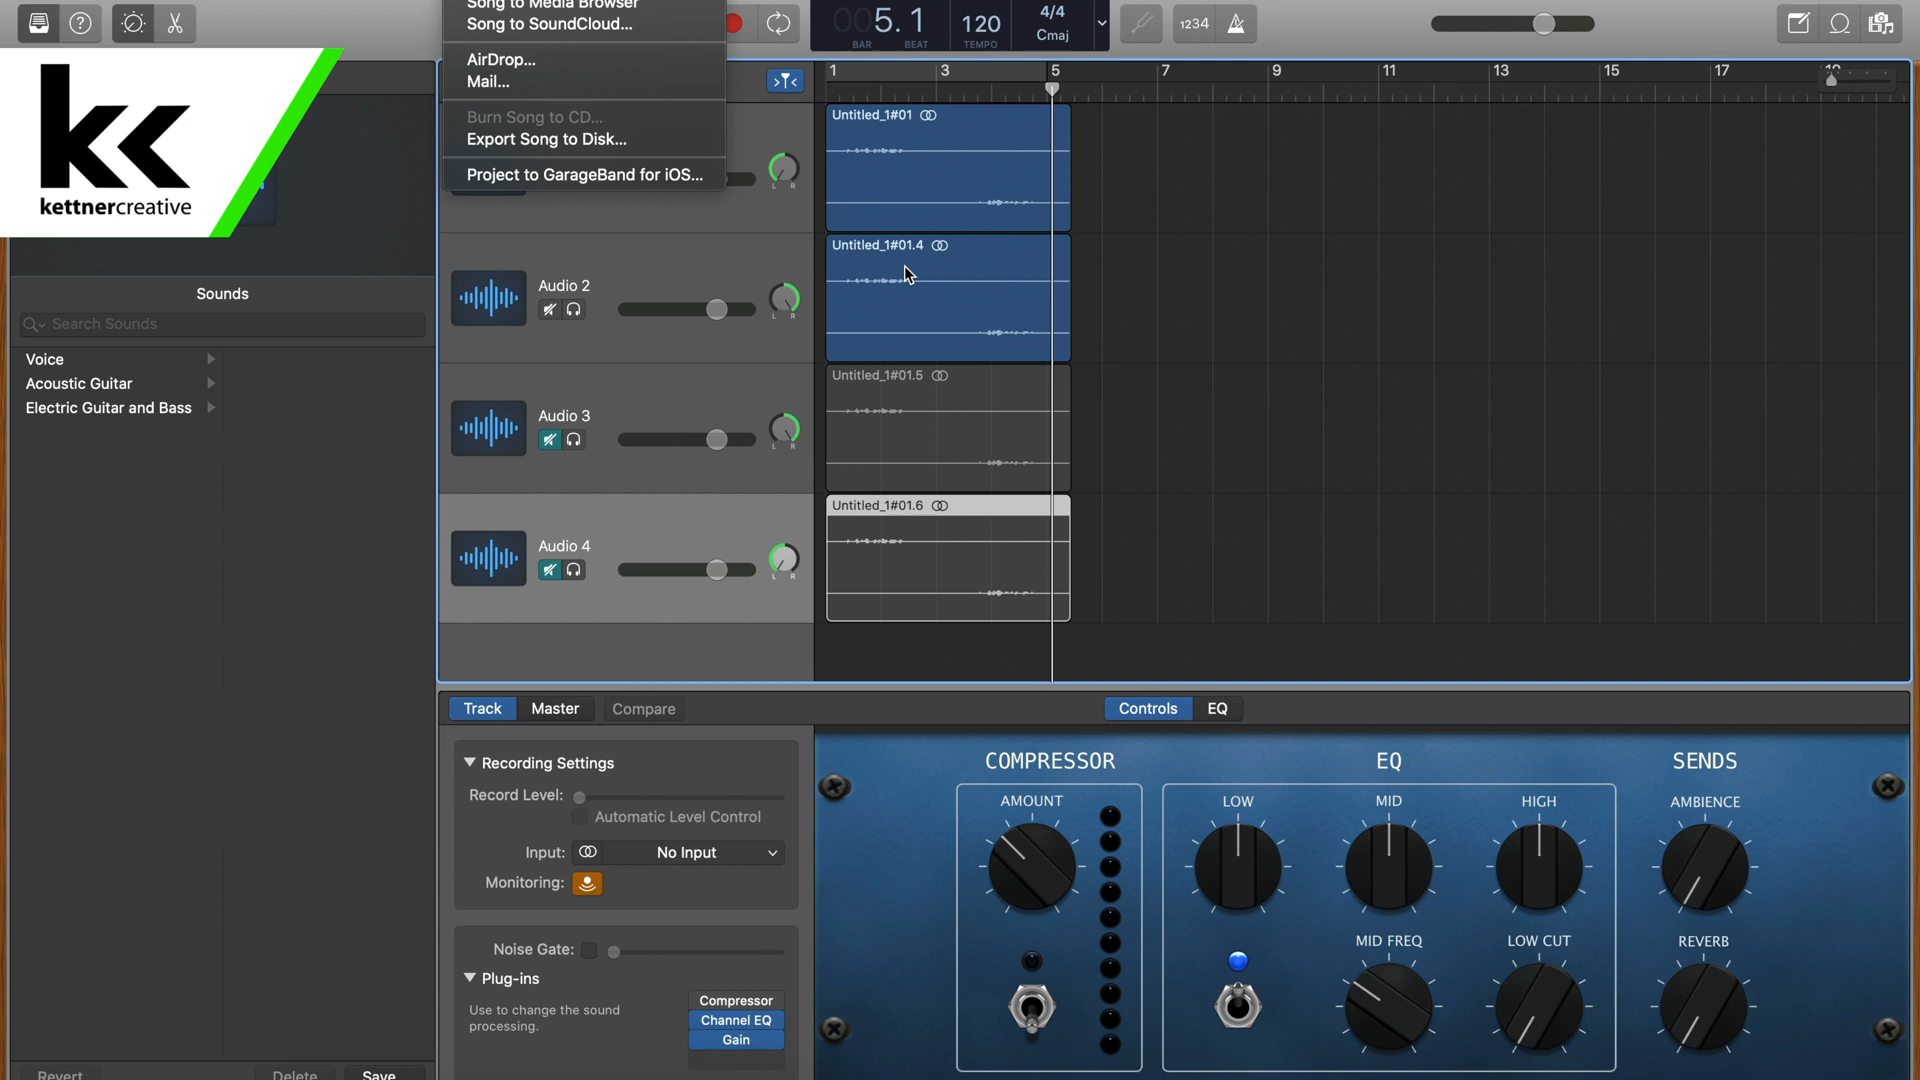 Song to Media Browser
Song to SoundCloud...
AirDrop...
Mail...
Burn Song to CD...
Export Song to Disk...
Project to GarageBand for iOS...
005.1
BAR BEAT
120
TEMPO
4/4
Cmaj
1234
kettnercreative
1 3 5 7 9 11 13 15 17 19
Sounds
Search Sounds
Voice
Acoustic Guitar
Electric Guitar and Bass
L R
Untitled_1#01
Audio 2
L R
Untitled_1#01.4
Audio 3
L R
Untitled_1#01.5
Audio 4
L R
Untitled_1#01.6
Track Master Compare
Controls EQ
Recording Settings
Record Level:
Automatic Level Control
Input: No Input
Monitoring:
Noise Gate:
Plug-ins
Use to change the sound
processing.
Compressor
Channel EQ
Gain
COMPRESSOR
AMOUNT
EQ
LOW MID HIGH
MID FREQ LOW CUT
SENDS
AMBIENCE
REVERB
Revert Delete Save